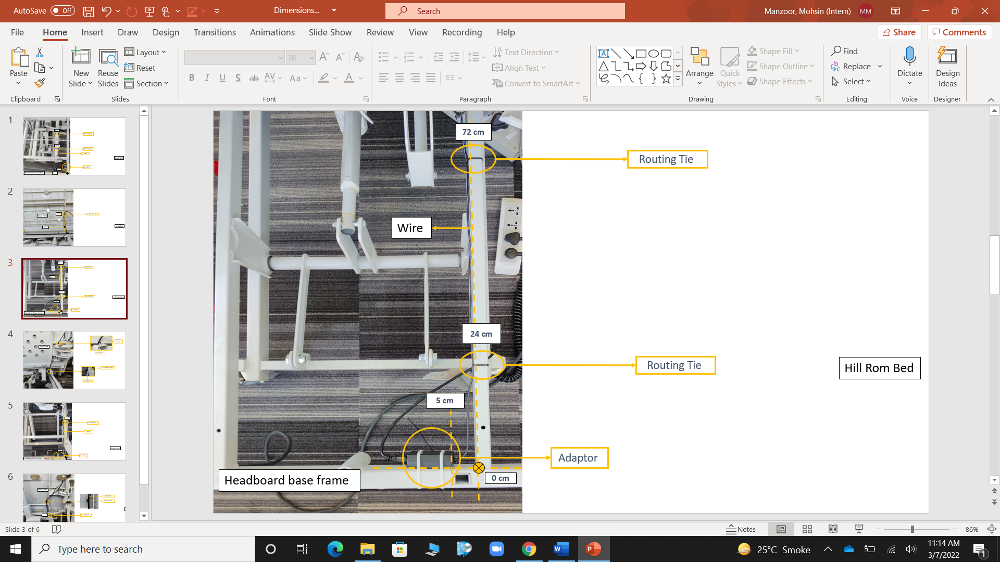 AutoSave Off
Dimensions...
Search
Manzoor, Mohsin (Intern) MM
File Home Insert Draw Design Transitions Animations Slide Show Review View Recording Help
Share Comments
Paste
New Slide
Reuse Slides
Layout
Reset
Section
18
B I U S ab AV Aa A
Text Direction
Align Text
Convert to SmartArt
Arrange
Quick Styles
Shape Fill
Shape Outline
Shape Effects
Find
Replace
Select
Dictate
Design Ideas
Clipboard Slides Font Paragraph Drawing Editing Voice Designer
1
2
3
4
5
6
72 cm
Routing Tie
Wire
24 cm
Routing Tie
Hill Rom Bed
5 cm
Adaptor
Headboard base frame
0 cm
Slide 3 of 6
Notes
86%
Type here to search
25°C Smoke
11:14 AM
3/7/2022
1